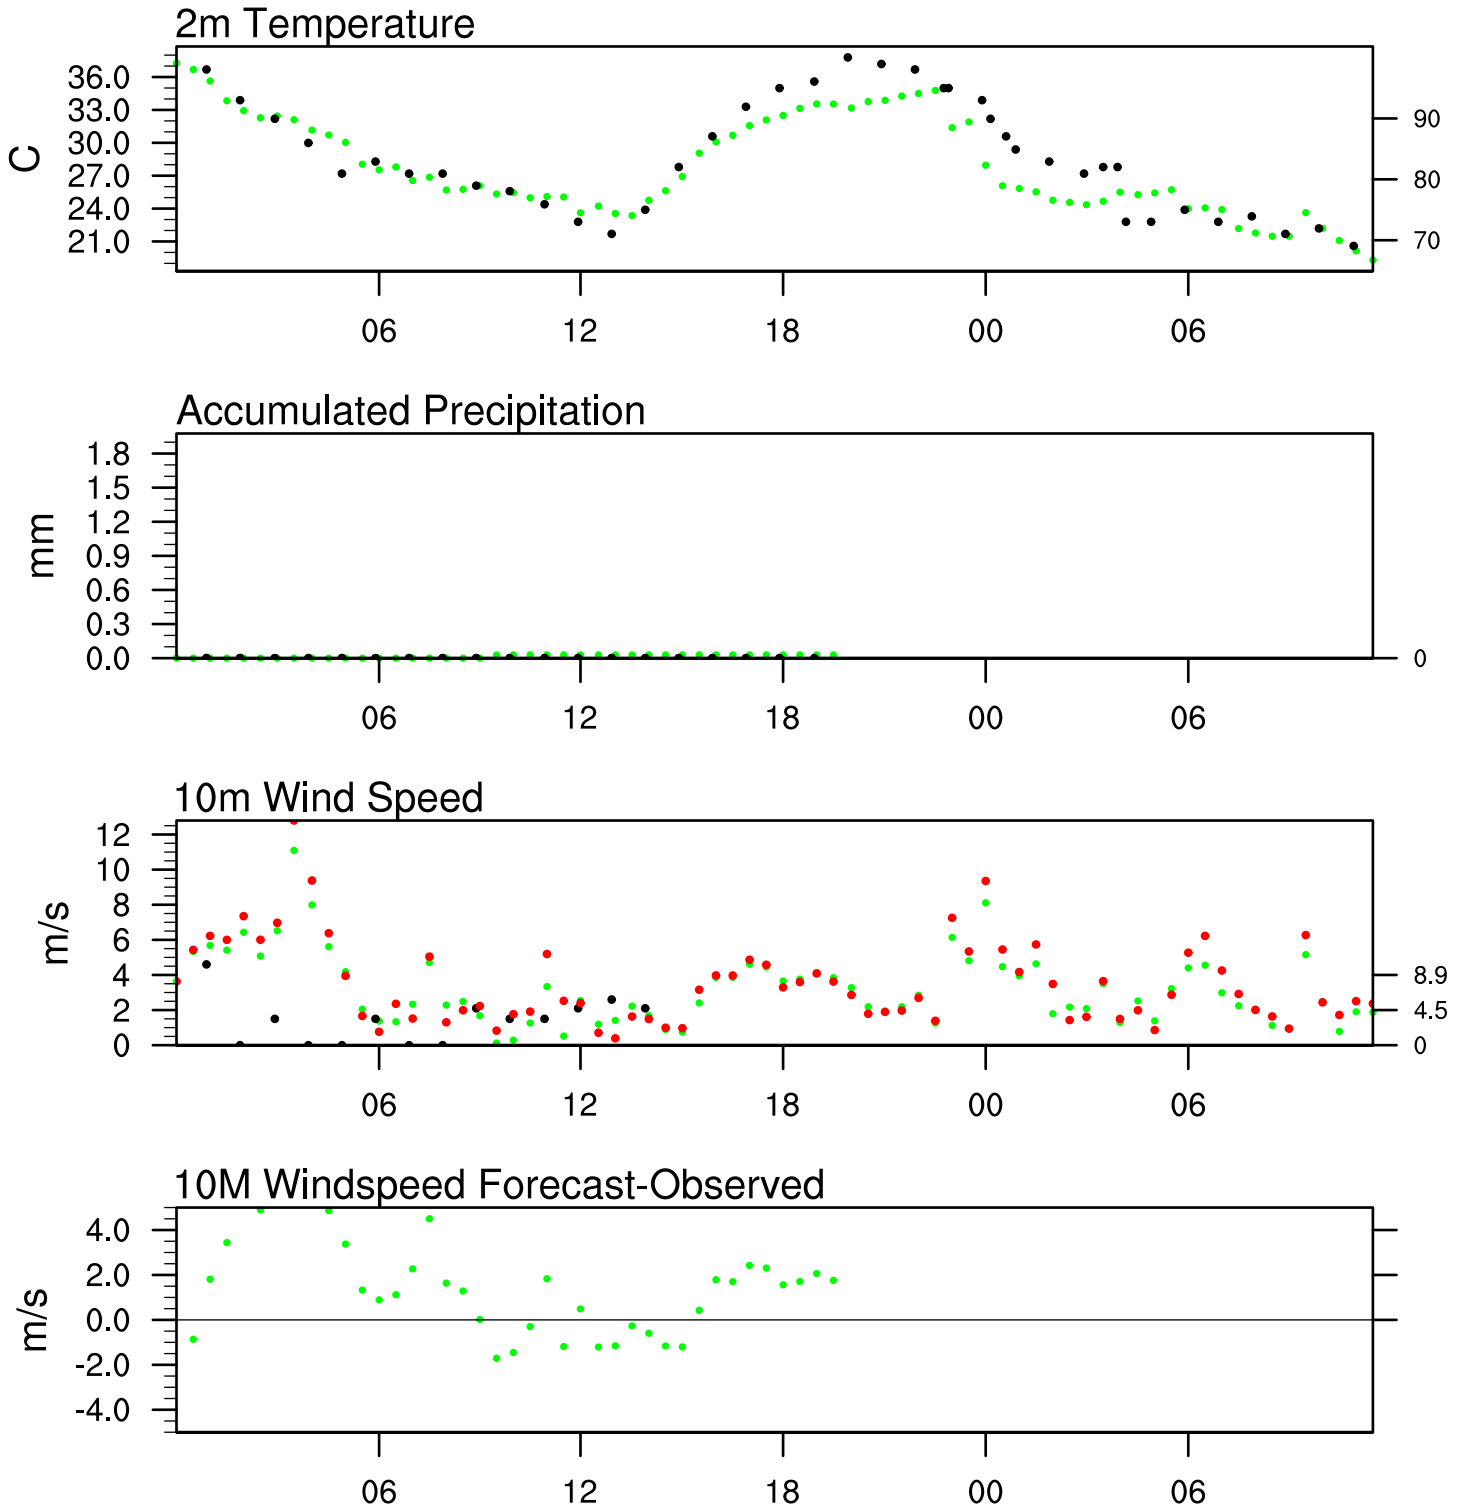 2m Temperature
36.0
33.0
30.0
27.0
24.0
21.0
C
90
80
70
06 12 18 00 06
Accumulated Precipitation
1.8
1.5
1.2
0.9
0.6
0.3
0.0
mm
0
06 12 18 00 06
10m Wind Speed
12
10
8
6
4
2
0
m/s
8.9
4.5
0
06 12 18 00 06
10M Windspeed Forecast-Observed
4.0
2.0
0.0
-2.0
-4.0
m/s
06 12 18 00 06